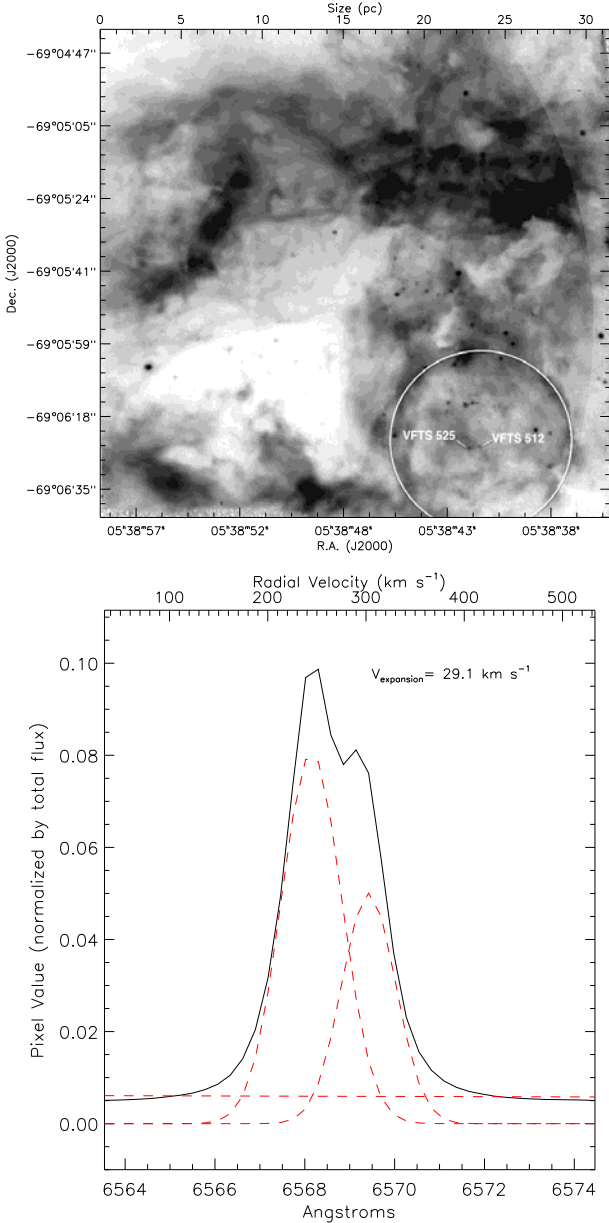 Size (pc)
0 5 10 15 20 25 30
Dec. (J2000)
-69°04'47"
-69°05'05"
-69°05'24"
-69°05'41"
-69°05'59"
-69°06'18"
-69°06'35"
VFTS 525 VFTS 512
05ʰ38ᵐ57ˢ 05ʰ38ᵐ52ˢ 05ʰ38ᵐ48ˢ 05ʰ38ᵐ43ˢ 05ʰ38ᵐ38ˢ
R.A. (J2000)
Radial Velocity (km s⁻¹)
100 200 300 400 500
V_expansion= 29.1 km s⁻¹
Pixel Value (normalized by total flux)
0.10
0.08
0.06
0.04
0.02
0.00
6564 6566 6568 6570 6572 6574
Angstroms